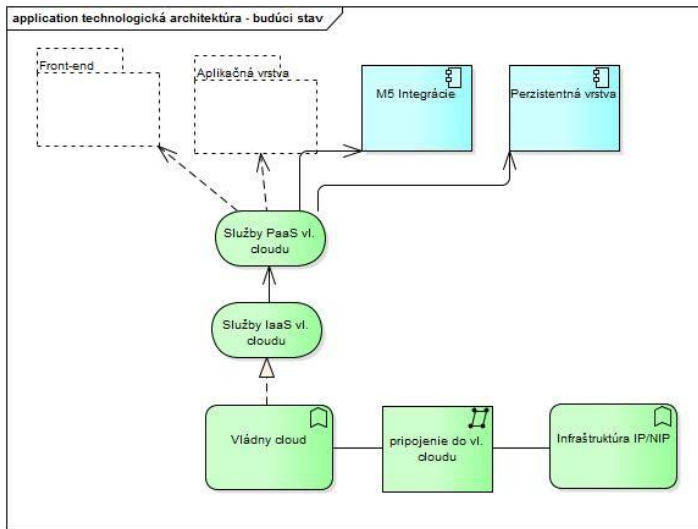 application technologická architektúra - budúci stav
Front-end
Aplikačná vrstva
M5 Integrácie
Perzistentná vrstva
Služby PaaS vl.
cloudu
Služby IaaS vl.
cloudu
Vládny cloud
pripojenie do vl.
cloudu
Infraštruktúra IP/NIP